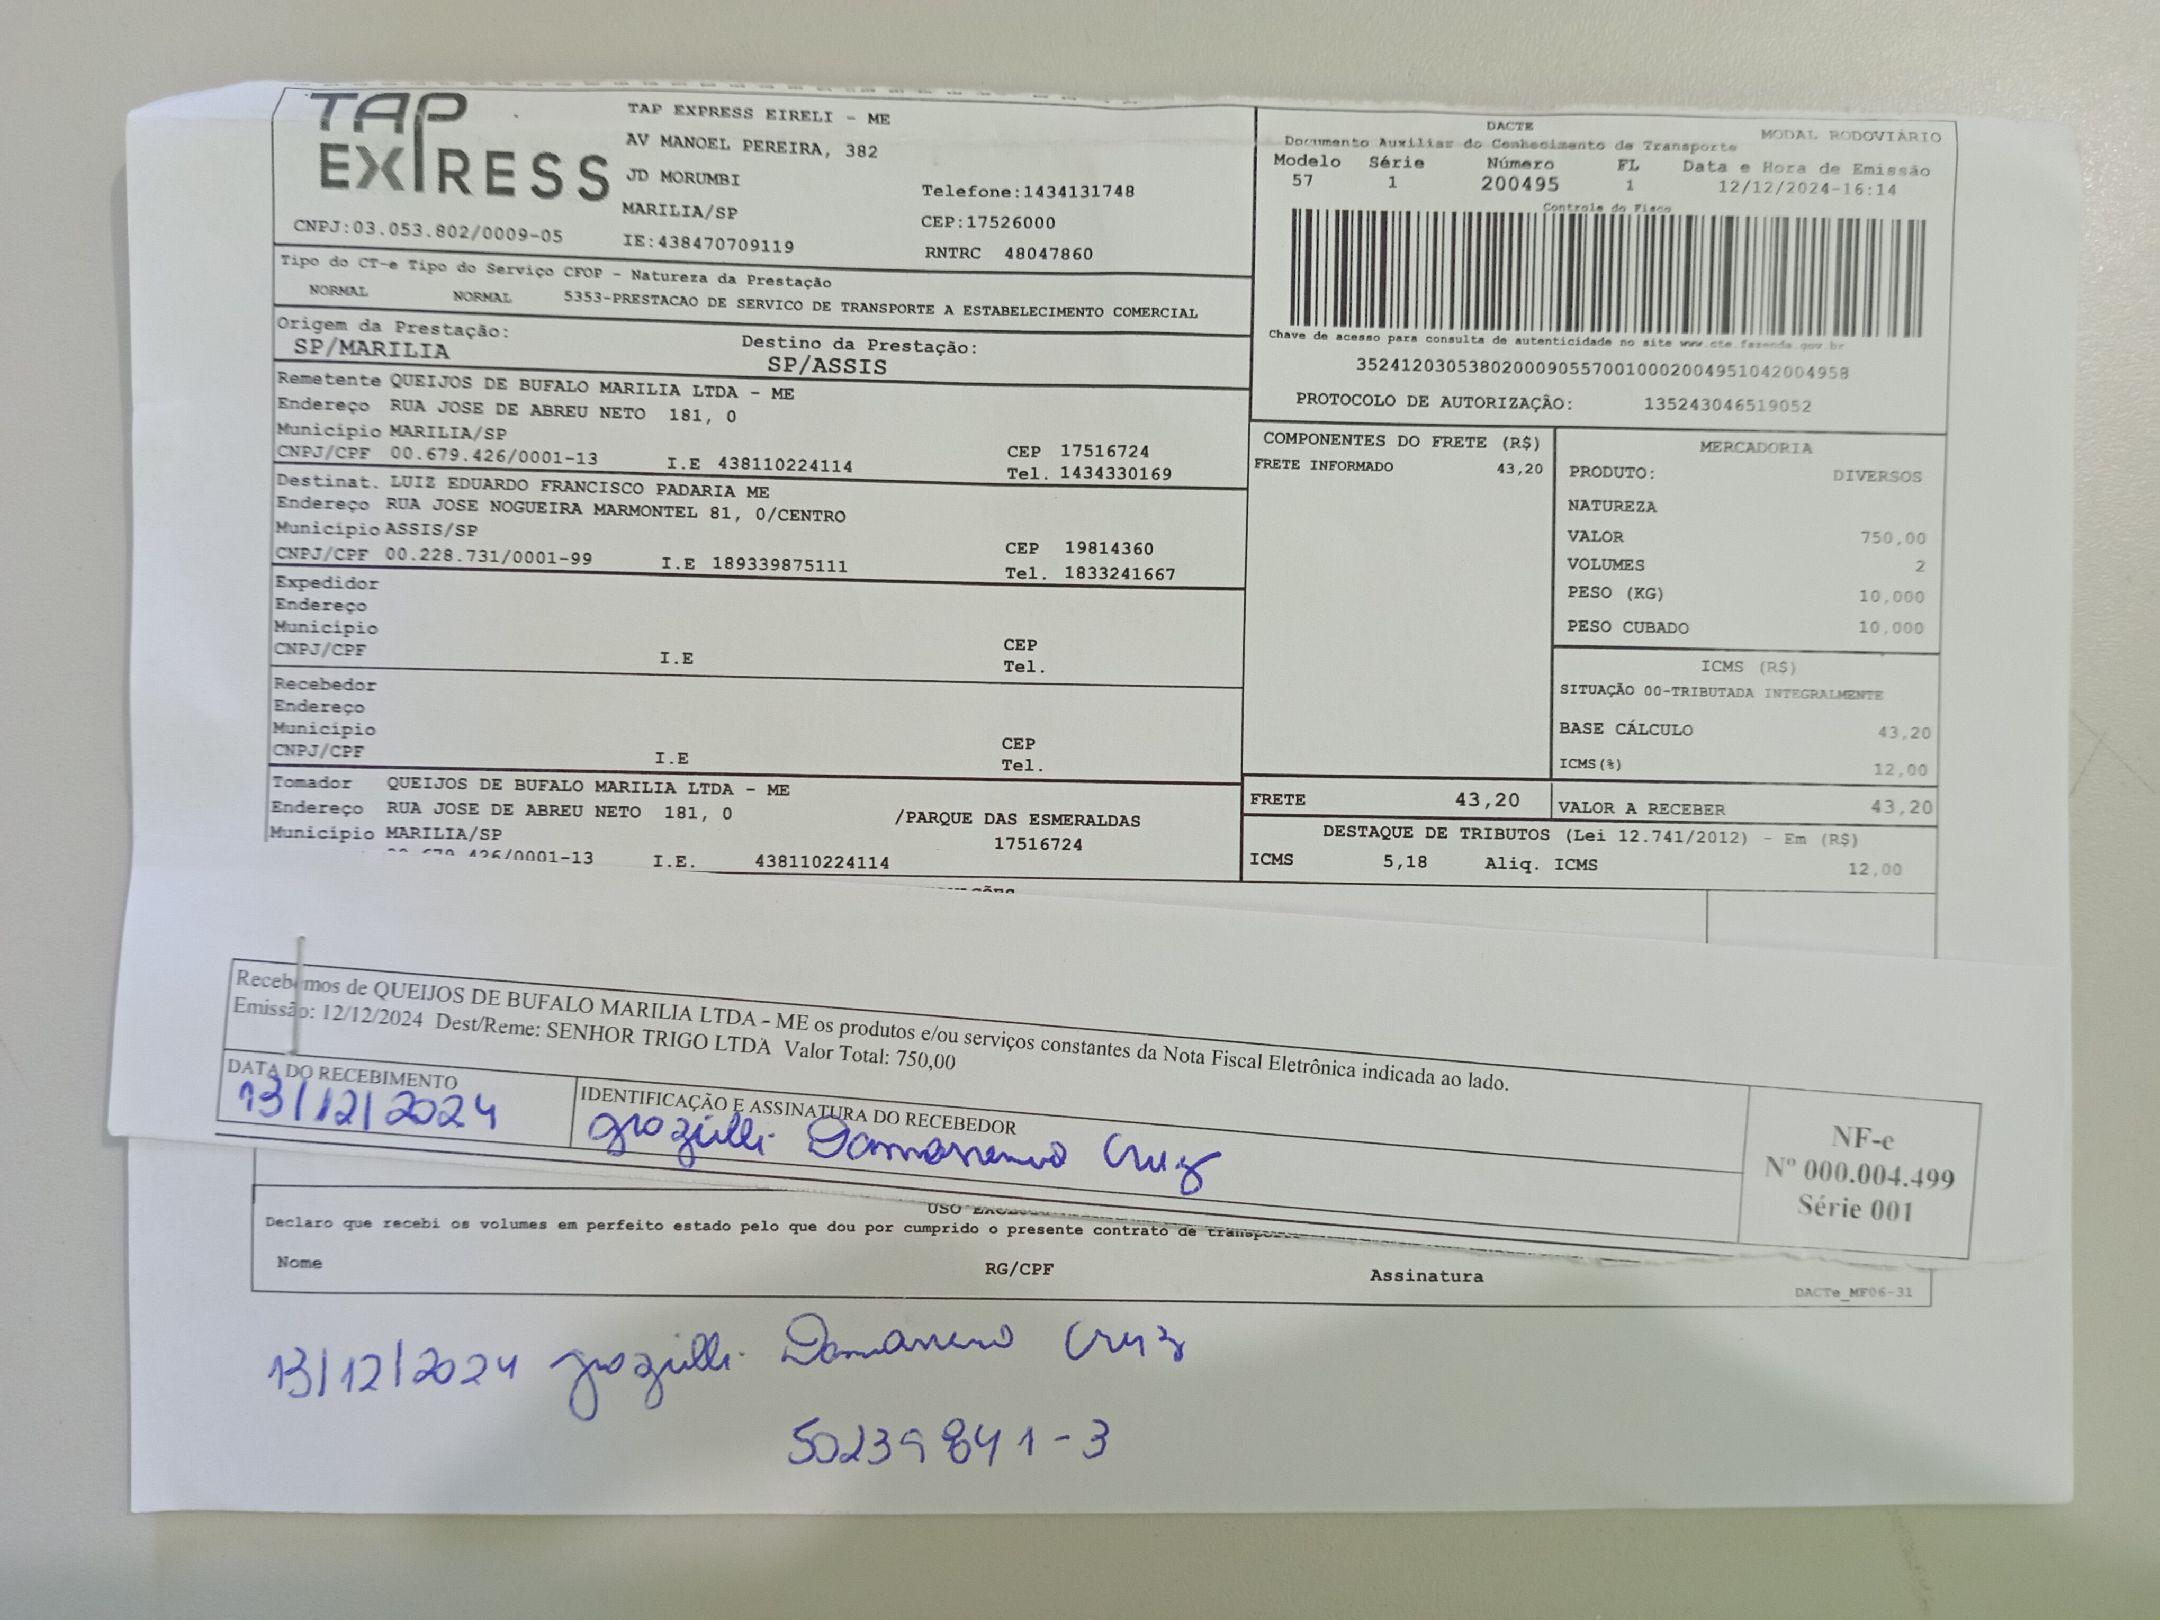 TAP EXPRESS
TAP EXPRESS EIRELI - ME
AV MANOEL PEREIRA, 382
JD MORUMBI
MARILIA/SP
IE:438470709119
Telefone:1434131748
CEP:17526000
RNTRC 48047860
CNPJ:03.053.802/0009-05
DACTE
MODAL RODOVIÁRIO
Documento Auxiliar do Conhecimento de Transporte
Modelo Série Número FL Data e Hora de Emissão
57 1 200495 1 12/12/2024-16:14
Controle do Fisco
Chave de acesso para consulta de autenticidade no site www.cte.fazenda.gov.br
35241203053802000905570010002004951042004958
PROTOCOLO DE AUTORIZAÇÃO: 135243046519052
Tipo do CT-e Tipo do Serviço CFOP - Natureza da Prestação
NORMAL NORMAL 5353-PRESTACAO DE SERVICO DE TRANSPORTE A ESTABELECIMENTO COMERCIAL
Origem da Prestação: Destino da Prestação:
SP/MARILIA SP/ASSIS
Remetente QUEIJOS DE BUFALO MARILIA LTDA - ME
Endereço RUA JOSE DE ABREU NETO 181, 0
Município MARILIA/SP CEP 17516724
CNPJ/CPF 00.679.426/0001-13 I.E 438110224114 Tel. 1434330169
Destinat. LUIZ EDUARDO FRANCISCO PADARIA ME
Endereço RUA JOSE NOGUEIRA MARMONTEL 81, 0/CENTRO
Município ASSIS/SP CEP 19814360
CNPJ/CPF 00.228.731/0001-99 I.E 189339875111 Tel. 1833241667
Expedidor
Endereço
Município CEP
CNPJ/CPF I.E Tel.
Recebedor
Endereço
Município CEP
CNPJ/CPF I.E Tel.
Tomador QUEIJOS DE BUFALO MARILIA LTDA - ME
Endereço RUA JOSE DE ABREU NETO 181, 0 /PARQUE DAS ESMERALDAS
Município MARILIA/SP 17516724
426/0001-13 I.E. 438110224114
COMPONENTES DO FRETE (R$)
FRETE INFORMADO 43,20
MERCADORIA
PRODUTO: DIVERSOS
NATUREZA
VALOR 750,00
VOLUMES 2
PESO (KG) 10,000
PESO CUBADO 10,000
ICMS (R$)
SITUAÇÃO 00-TRIBUTADA INTEGRALMENTE
BASE CÁLCULO 43,20
ICMS(%) 12,00
FRETE 43,20 VALOR A RECEBER 43,20
DESTAQUE DE TRIBUTOS (Lei 12.741/2012) - Em (R$)
ICMS 5,18 Aliq. ICMS 12,00
Recebemos de QUEIJOS DE BUFALO MARILIA LTDA - ME os produtos e/ou serviços constantes da Nota Fiscal Eletrônica indicada ao lado.
Emissão: 12/12/2024 Dest/Reme: SENHOR TRIGO LTDA Valor Total: 750,00
DATA DO RECEBIMENTO
13/12/2024
IDENTIFICAÇÃO E ASSINATURA DO RECEBEDOR
Damasceno Cruz
NF-e
Nº 000.004.499
Série 001
USO
Declaro que recebi os volumes em perfeito estado pelo que dou por cumprido o presente contrato de transporte
Nome RG/CPF Assinatura
DACTe_MF06-31
13/12/2024 Damasceno Cruz
50239841-3